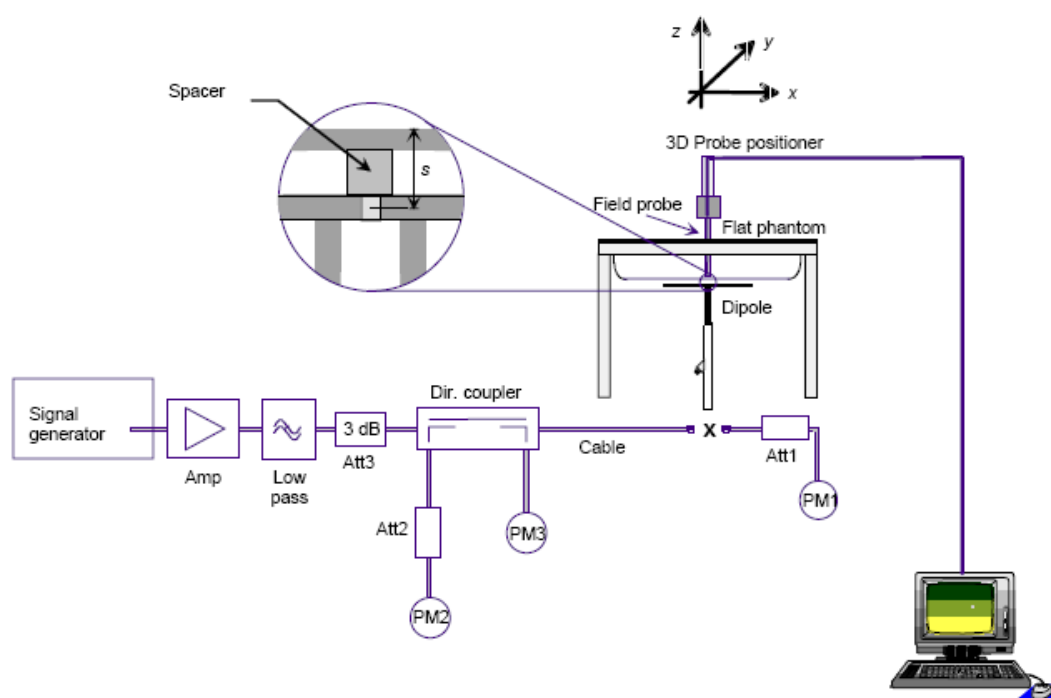 z
y
x
Spacer
s
3D Probe positioner
Field probe
Flat phantom
Dipole
Signal
generator
Amp
Low
pass
3 dB
Att3
Dir. coupler
Cable
X
Att1
PM1
Att2
PM3
PM2